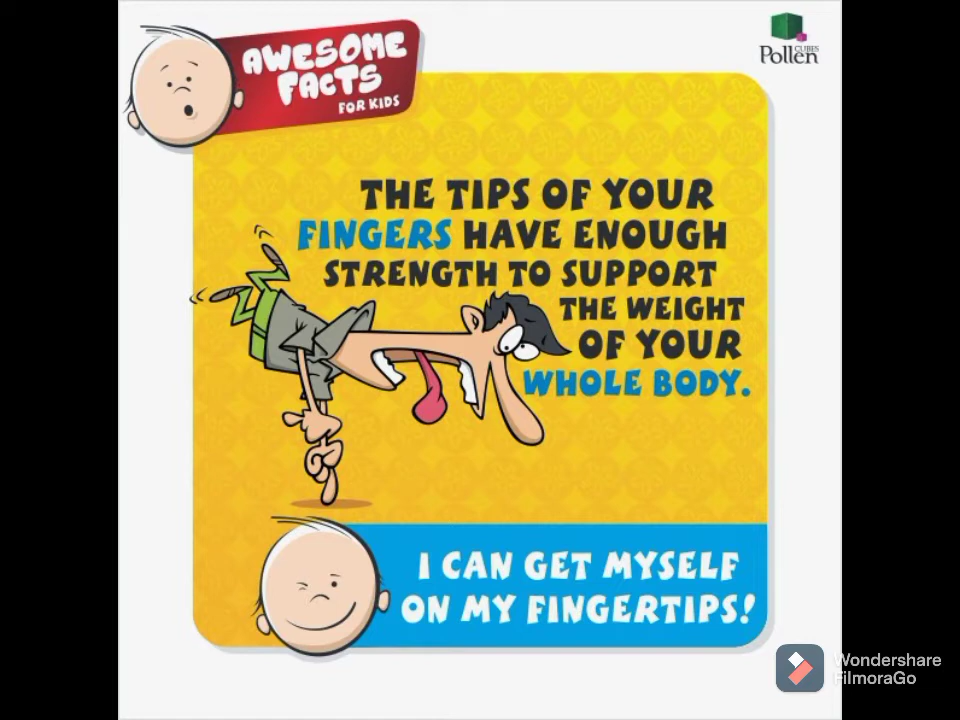 AWESOME
FACTS
FOR KIDS
CUBES
Pollen
THE TIPS OF YOUR
FINGERS HAVE ENOUGH
STRENGTH TO SUPPORT
THE WEIGHT
OF YOUR
WHOLE BODY.
I CAN GET MYSELF
ON MY FINGERTIPS!
Wondershare
FilmoraGo